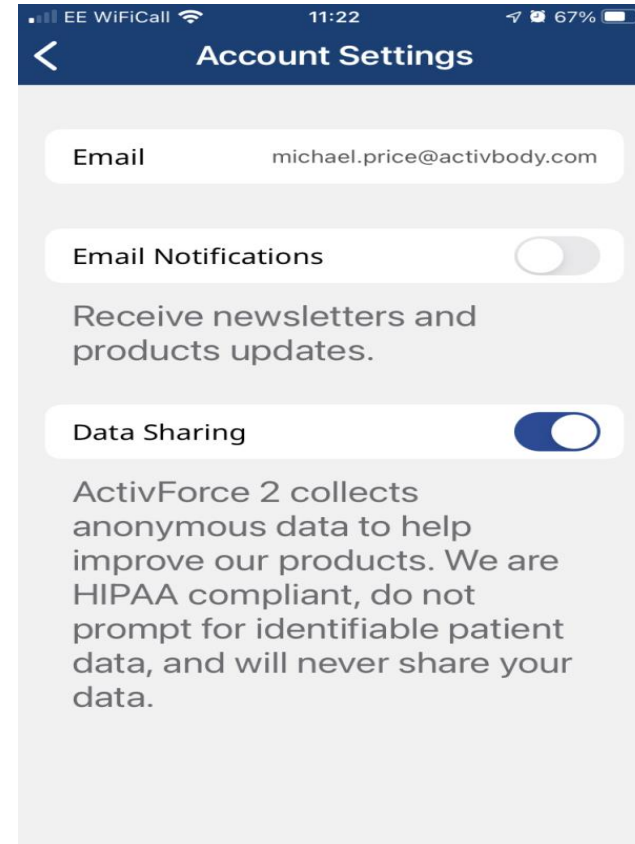 EE WiFiCall 11:22 67%
Account Settings
Email michael.price@activbody.com
Email Notifications
Receive newsletters and
products updates.
Data Sharing
ActivForce 2 collects
anonymous data to help
improve our products. We are
HIPAA compliant, do not
prompt for identifiable patient
data, and will never share your
data.